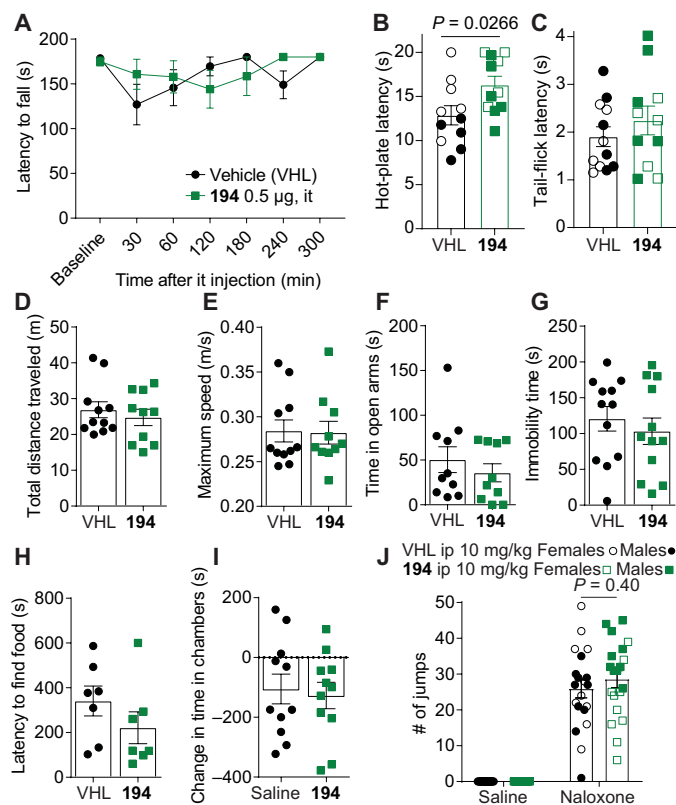 A
Latency to fall (s)
200
150
100
50
0
Vehicle (VHL)
194 0.5 µg, it
Baseline
30
60
120
180
240
300
Time after it injection (min)
B
P = 0.0266
Hot-plate latency (s)
20
15
10
5
0
VHL 194
C
Tail-flick latency (s)
4
3
2
1
0
VHL 194
D
Total distance traveled (m)
50
40
30
20
10
0
VHL 194
E
Maximum speed (m/s)
0.40
0.35
0.30
0.25
0.20
VHL 194
F
Time in open arms (s)
200
150
100
50
0
VHL 194
G
Immobility time (s)
250
200
150
100
50
0
VHL 194
H
Latency to find food (s)
800
600
400
200
0
VHL 194
I
Change in time in chambers (s)
200
0
−200
−400
Saline 194
J
VHL ip 10 mg/kg Females Males
194 ip 10 mg/kg Females Males
P = 0.40
# of jumps
50
40
30
20
10
0
Saline Naloxone